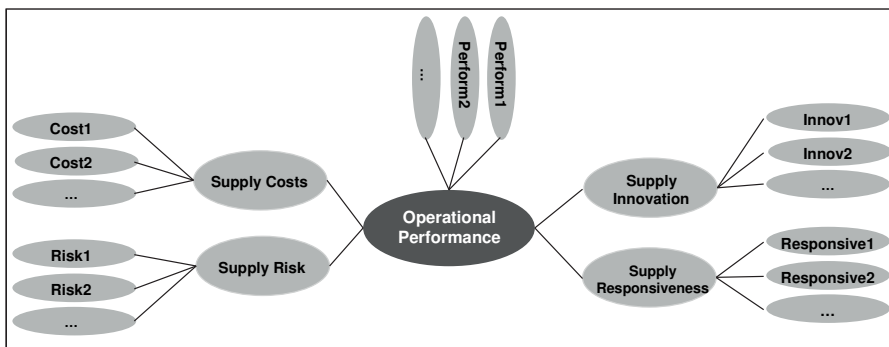 ...
Perform2
Perform1
Cost1
Cost2
...
Supply Costs
Risk1
Risk2
...
Supply Risk
Operational
Performance
Supply
Innovation
Innov1
Innov2
...
Supply
Responsiveness
Responsive1
Responsive2
...